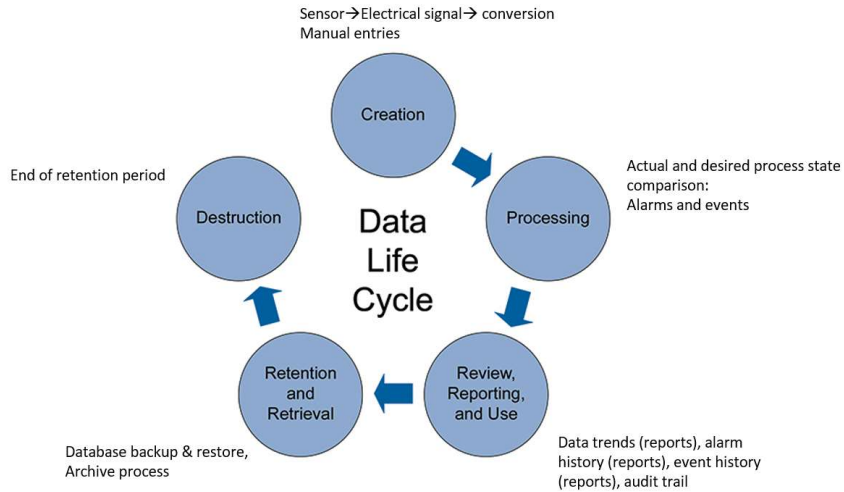 Sensor→Electrical signal→ conversion
Manual entries
Creation
End of retention period
Actual and desired process state
comparison:
Alarms and events
Destruction
Processing
Data
Life
Cycle
Retention
and
Retrieval
Review,
Reporting,
and Use
Database backup & restore,
Archive process
Data trends (reports), alarm
history (reports), event history
(reports), audit trail